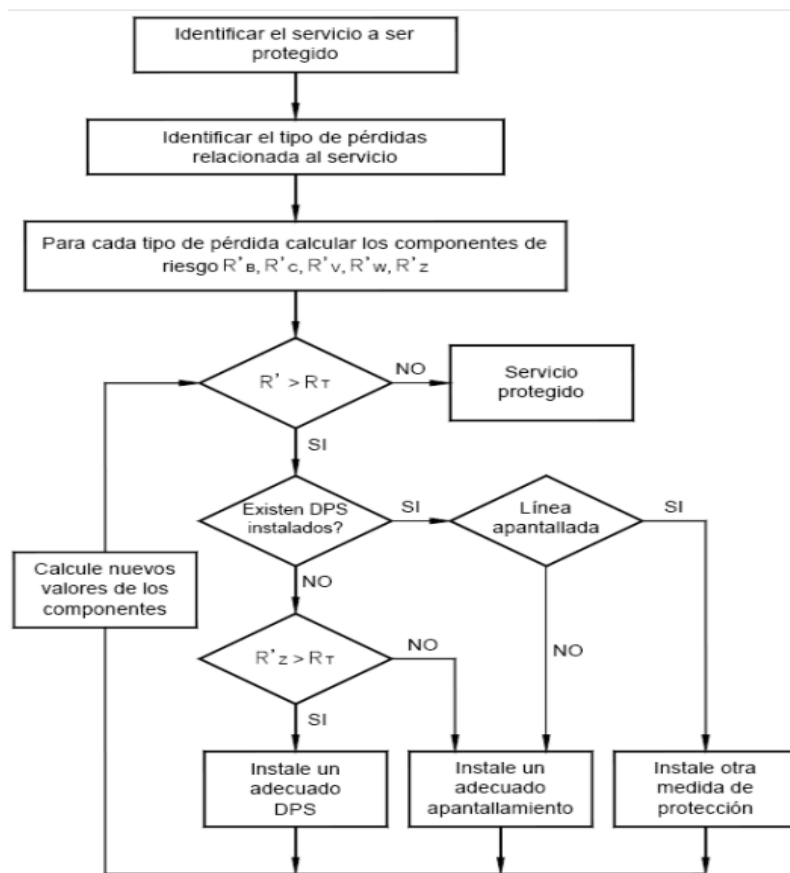 Identificar el servicio a ser
protegido
Identificar el tipo de pérdidas
relacionada al servicio
Para cada tipo de pérdida calcular los componentes de
riesgo R'B, R'C, R'V, R'W, R'Z
R' > RT
NO
Servicio
protegido
SI
Existen DPS
instalados?
SI
Línea
apantallada
SI
Calcule nuevos
valores de los
componentes
NO
R'Z > RT
NO
NO
SI
Instale un
adecuado
DPS
Instale un
adecuado
apantallamiento
Instale otra
medida de
protección